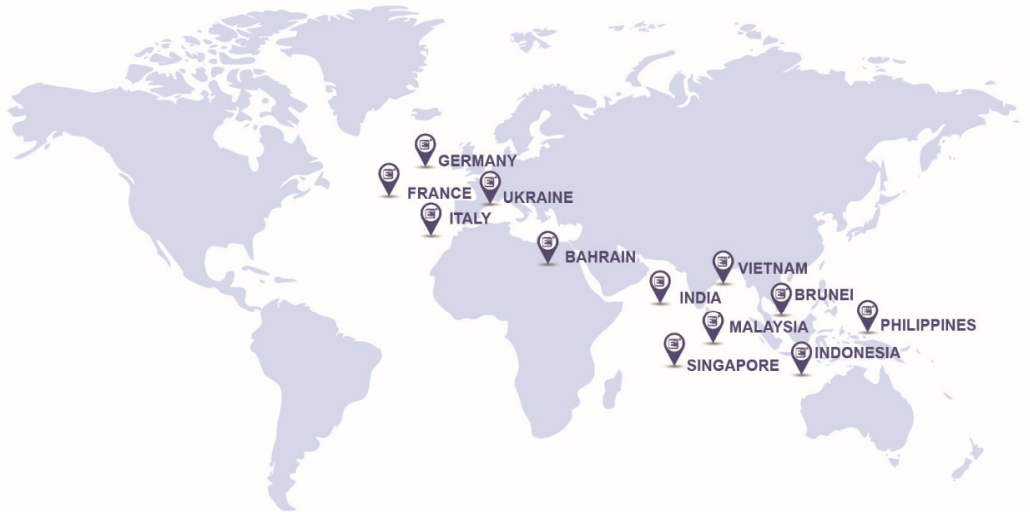 GERMANY
FRANCE
UKRAINE
ITALY
BAHRAIN
VIETNAM
INDIA
BRUNEI
MALAYSIA
PHILIPPINES
SINGAPORE
INDONESIA